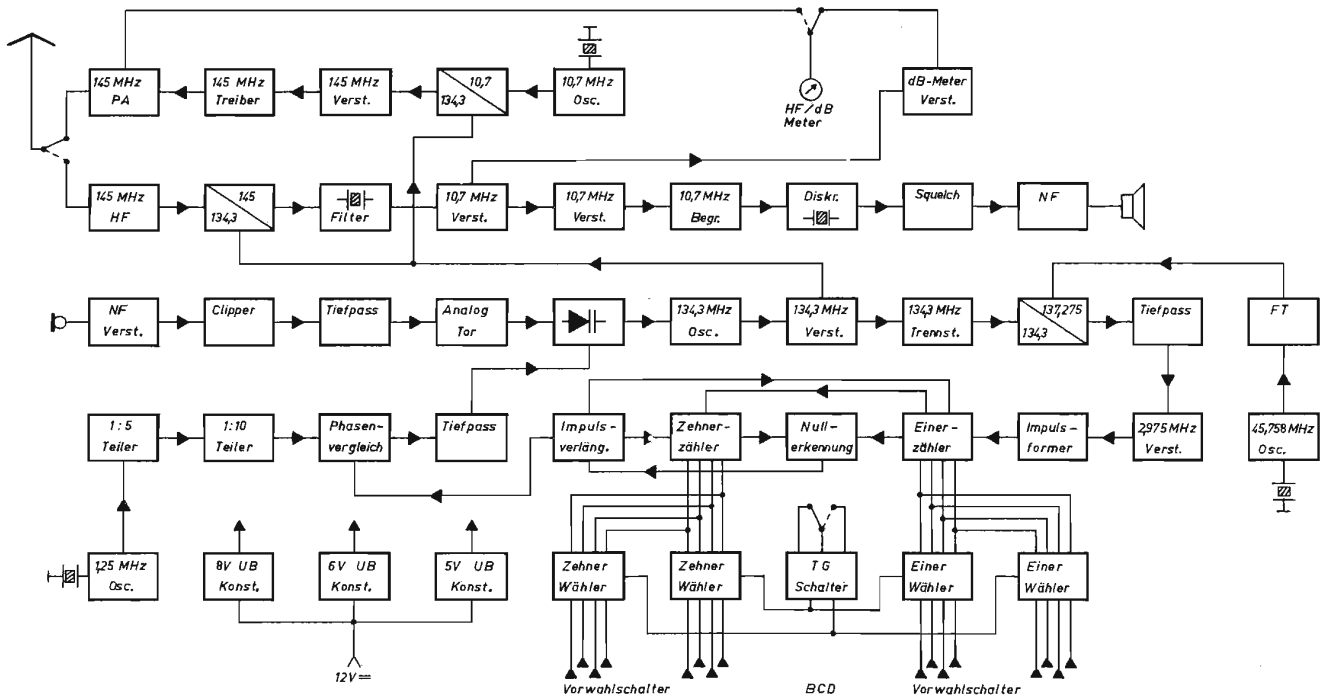 145 MHz
PA
145 MHz
Treiber
145 MHz
Verst.
10,7
134,3
10,7 MHz
Osc.
HF/dB
Meter
dB-Meter
Verst.
145 MHz
HF
145
134,3
Filter
10,7 MHz
Verst.
10,7 MHz
Verst.
10,7 MHz
Begr.
Diskr.
Squelch
NF
NF
Verst.
Clipper
Tiefpass
Analog
Tor
134,3 MHz
Osc.
134,3 MHz
Verst.
134,3 MHz
Trennst.
137,275
134,3
Tiefpass
FT
1:5
Teiler
1:10
Teiler
Phasen-
vergleich
Tiefpass
Impuls-
verläng.
Zehner-
zähler
Null-
erkennung
Einer-
zähler
Impuls-
former
2,975 MHz
Verst.
45,758 MHz
Osc.
1,25 MHz
Osc.
8V UB
Konst.
6V UB
Konst.
5V UB
Konst.
Zehner
Wähler
Zehner
Wähler
TG
Schalter
Einer
Wähler
Einer
Wähler
12V=
Vorwahlschalter
BCD
Vorwahlschalter